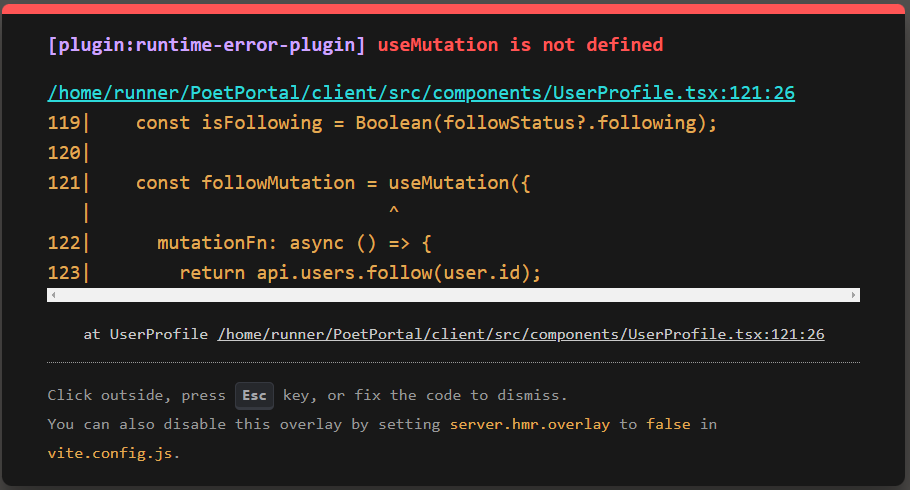 [plugin:runtime-error-plugin] useMutation is not defined
/home/runner/PoetPortal/client/src/components/UserProfile.tsx:121:26
119|    const isFollowing = Boolean(followStatus?.following);
120|
121|    const followMutation = useMutation({
   |                           ^
122|      mutationFn: async () => {
123|        return api.users.follow(user.id);
at UserProfile /home/runner/PoetPortal/client/src/components/UserProfile.tsx:121:26
Click outside, press Esc key, or fix the code to dismiss.
You can also disable this overlay by setting server.hmr.overlay to false in
vite.config.js.